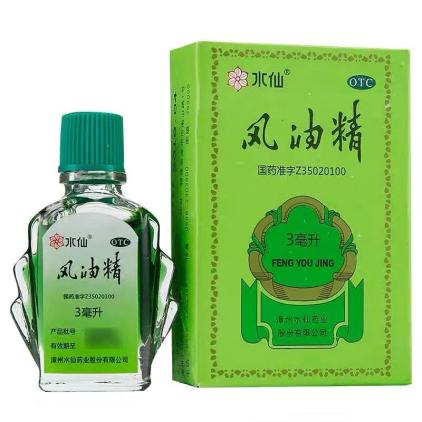 水仙®
OTC
风油精
国药准字Z35020100
3毫升
FENG YOU JING
漳州水仙药业
股份有限公司
水仙®
OTC
风油精
国药准字Z35020100
3毫升
产品批号
有效期至
漳州水仙药业股份有限公司